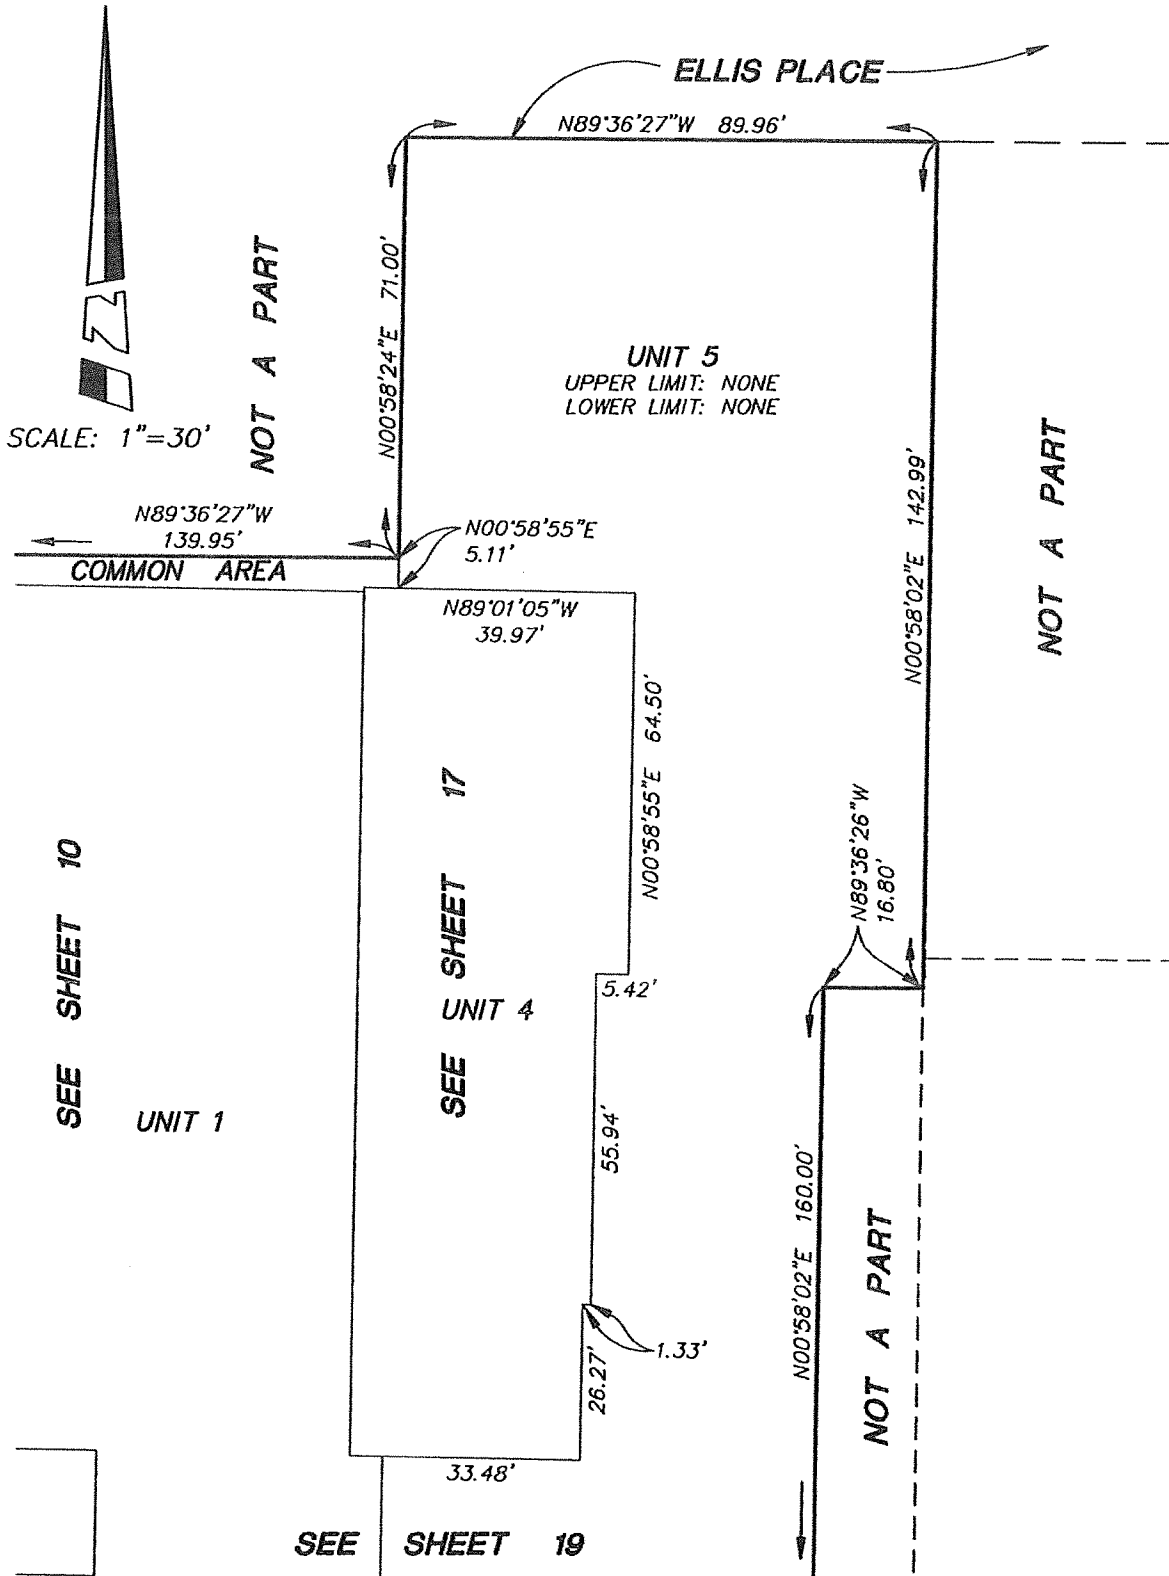 ELLIS PLACE
N89°36'27"W 89.96'
NOT A PART
N00°58'24"E 71.00'
UNIT 5
UPPER LIMIT: NONE
LOWER LIMIT: NONE
N
SCALE: 1"=30'
N89°36'27"W
139.95'
COMMON AREA
N00°58'55"E
5.11'
N89°01'05"W
39.97'
N00°58'55"E 64.50'
N00°58'02"E 142.99'
NOT A PART
SEE SHEET 10
UNIT 1
SEE SHEET 17
UNIT 4
5.42'
N89°36'26"W
16.80'
55.94'
N00°58'02"E 160.00'
NOT A PART
1.33'
26.27'
33.48'
SEE SHEET 19